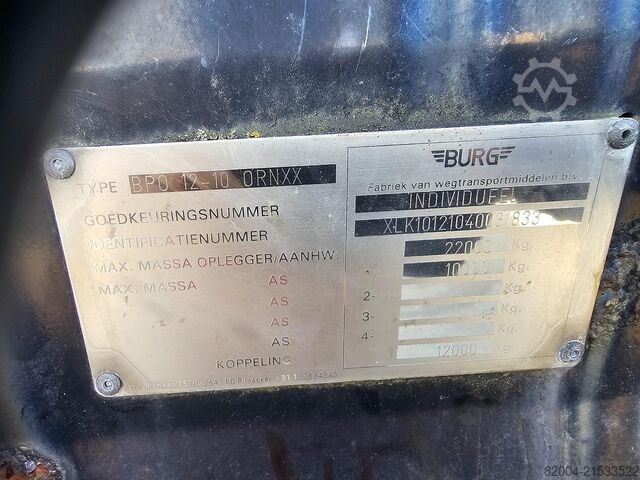 BURG
Fabriek van wegtransportmiddelen b.v.
TYPE BPO 12-10 ORNXX
GOEDKEURINGSNUMMER INDIVIDUEEL
IDENTIFICATIENUMMER
MAX. MASSA OPLEGGER/AANHW. 22000 Kg.
MAX. MASSA AS 1- 10000 Kg.
AS 2- Kg.
AS 3- Kg.
AS 4- Kg.
KOPPELING 12000 Kg.
82004-21533522